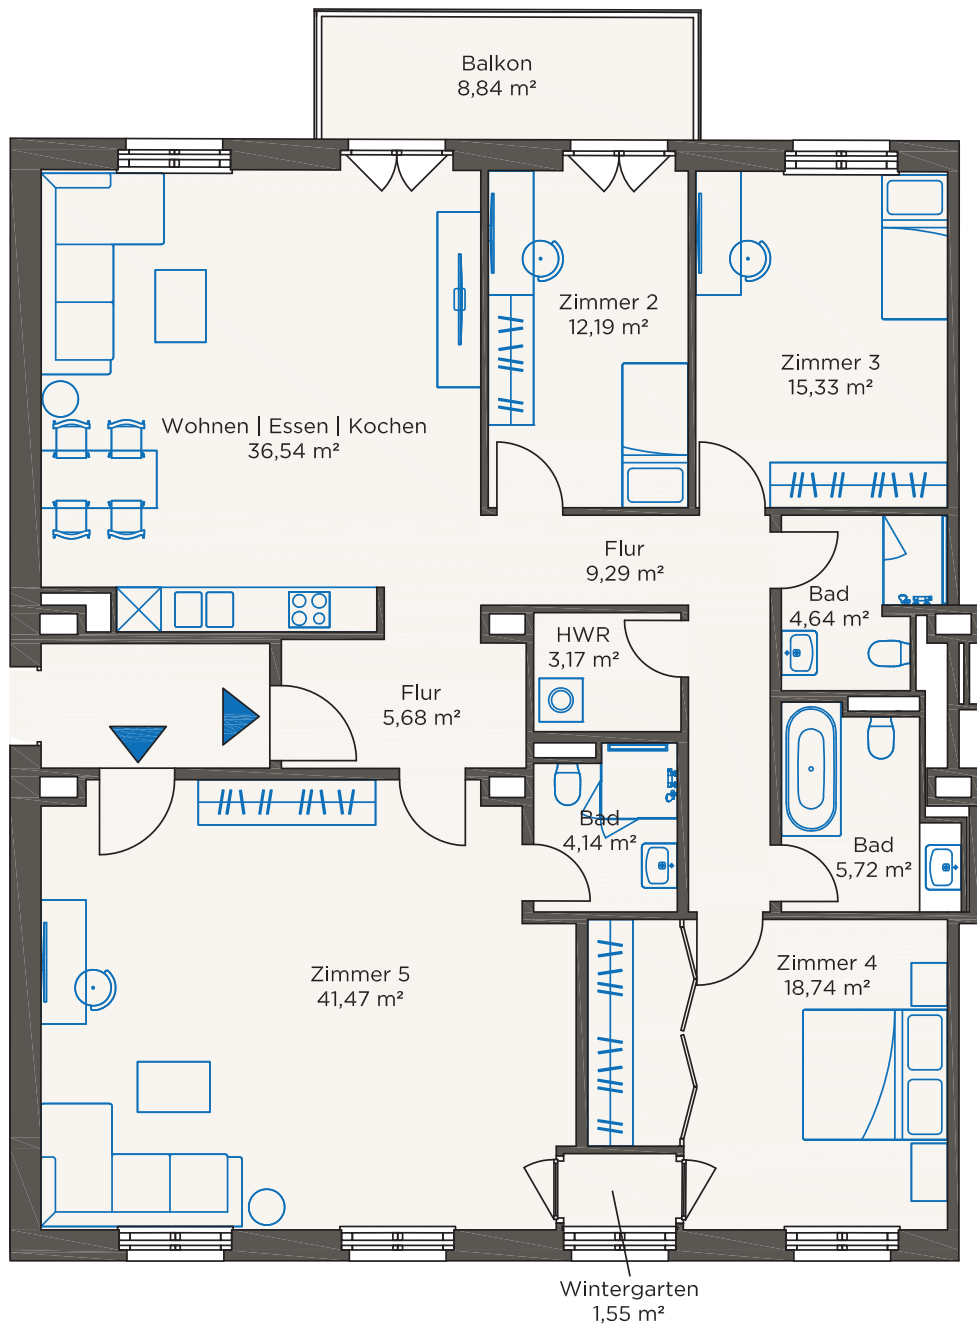 Balkon
8,84 m²
Zimmer 2
12,19 m²
Zimmer 3
15,33 m²
Wohnen | Essen | Kochen
36,54 m²
Flur
9,29 m²
Bad
4,64 m²
HWR
3,17 m²
Flur
5,68 m²
Bad
4,14 m²
Bad
5,72 m²
Zimmer 5
41,47 m²
Zimmer 4
18,74 m²
Wintergarten
1,55 m²